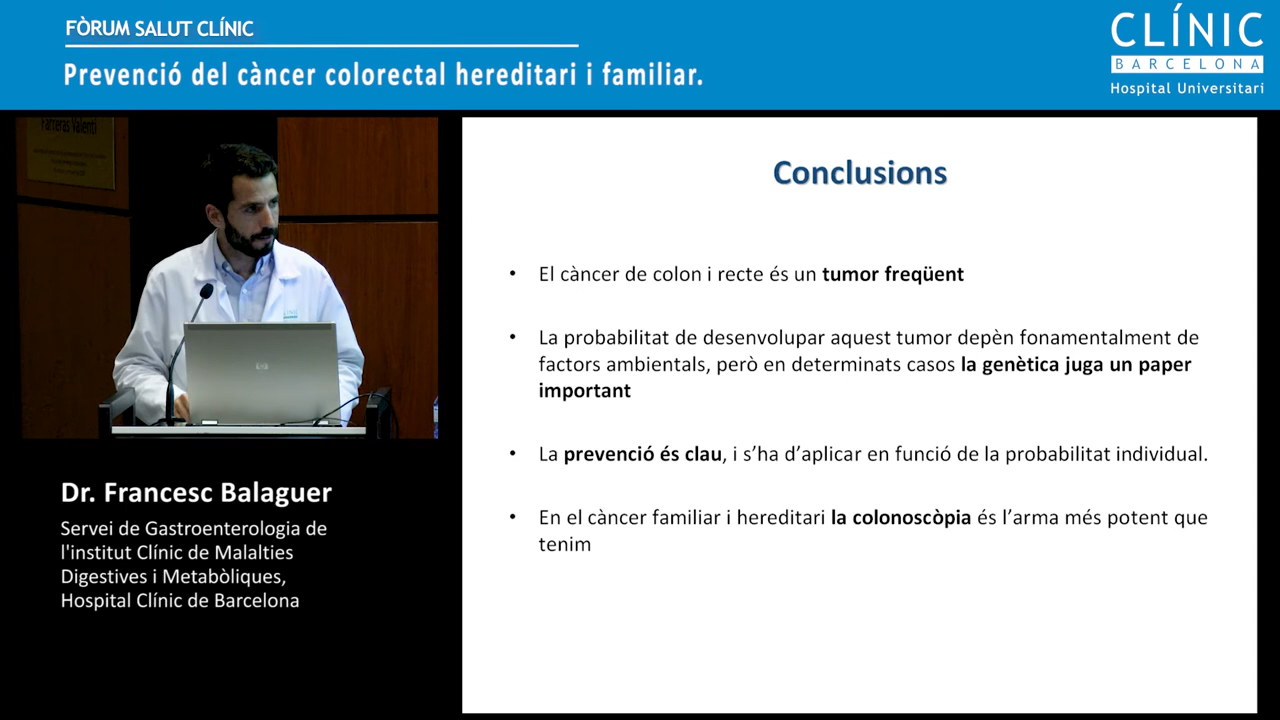 FÒRUM SALUT CLÍNIC
Prevenció del càncer colorectal hereditari i familiar.
CLÍNIC
BARCELONA
Hospital Universitari
Farreras Valentí
Conclusions
• El càncer de colon i recte és un tumor freqüent
• La probabilitat de desenvolupar aquest tumor depèn fonamentalment de
factors ambientals, però en determinats casos la genètica juga un paper
important
• La prevenció és clau, i s’ha d’aplicar en funció de la probabilitat individual.
• En el càncer familiar i hereditari la colonoscòpia és l’arma més potent que
tenim
hp
Dr. Francesc Balaguer
Servei de Gastroenterologia de
l'institut Clínic de Malalties
Digestives i Metabòliques,
Hospital Clínic de Barcelona